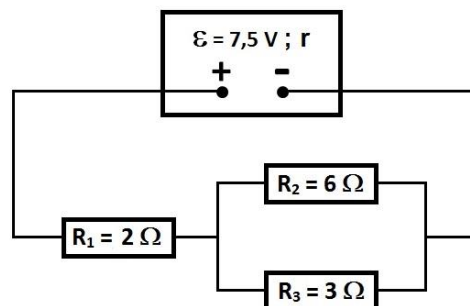 ε = 7,5 V ; r
+ -
R₂ = 6 Ω
R₁ = 2 Ω
R₃ = 3 Ω